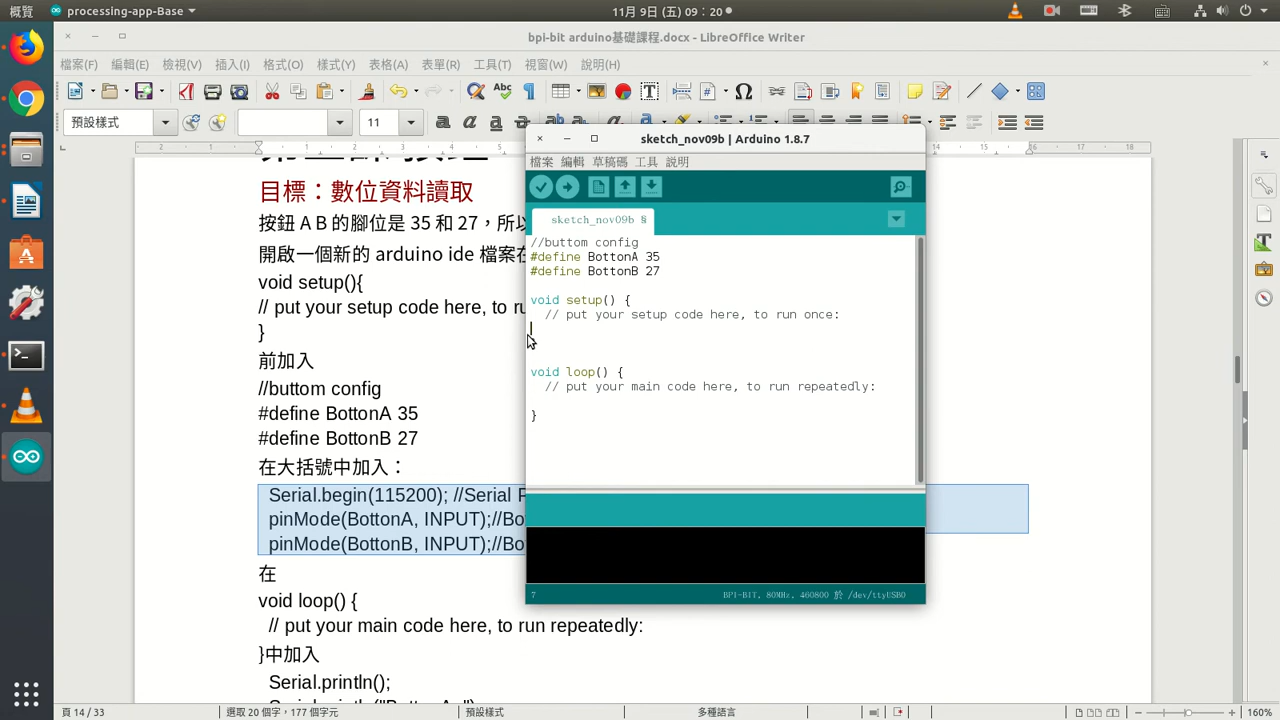 概覽 processing-app-Base 11月 9日 (五) 09：20
bpi-bit arduino基礎課程.docx - LibreOffice Writer
檔案(F) 編輯(E) 檢視(V) 插入(I) 格式(O) 樣式(Y) 表格(A) 表單(R) 工具(T) 視窗(W) 說明(H)
預設樣式 11
目標：數位資料讀取
按鈕 A B 的腳位是 35 和 27，所以
開啟一個新的 arduino ide 檔案在
void setup(){
// put your setup code here, to ru
}
前加入
//buttom config
#define BottonA 35
#define BottonB 27
在大括號中加入：
Serial.begin(115200); //Serial P
pinMode(BottonA, INPUT);//Bo
pinMode(BottonB, INPUT);//Bo
在
void loop() {
// put your main code here, to run repeatedly:
}中加入
Serial.println();
sketch_nov09b | Arduino 1.8.7
檔案 編輯 草稿碼 工具 說明
sketch_nov09b §
//buttom config
#define BottonA 35
#define BottonB 27
void setup() {
// put your setup code here, to run once:
void loop() {
// put your main code here, to run repeatedly:
}
7 BPI-BIT, 80MHz, 460800 於 /dev/ttyUSB0
頁 14 / 33 選取 20 個字，177 個字元 預設樣式 多種語言 160%